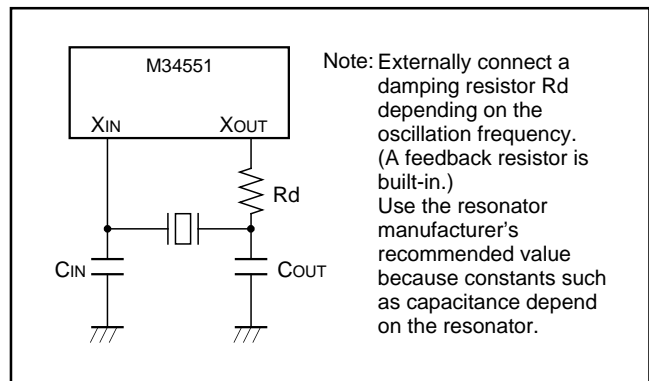 M34551
XIN
XOUT
Rd
CIN
COUT
Note: Externally connect a
damping resistor Rd
depending on the
oscillation frequency.
(A feedback resistor is
built-in.)
Use the resonator
manufacturer's
recommended value
because constants such
as capacitance depend
on the resonator.